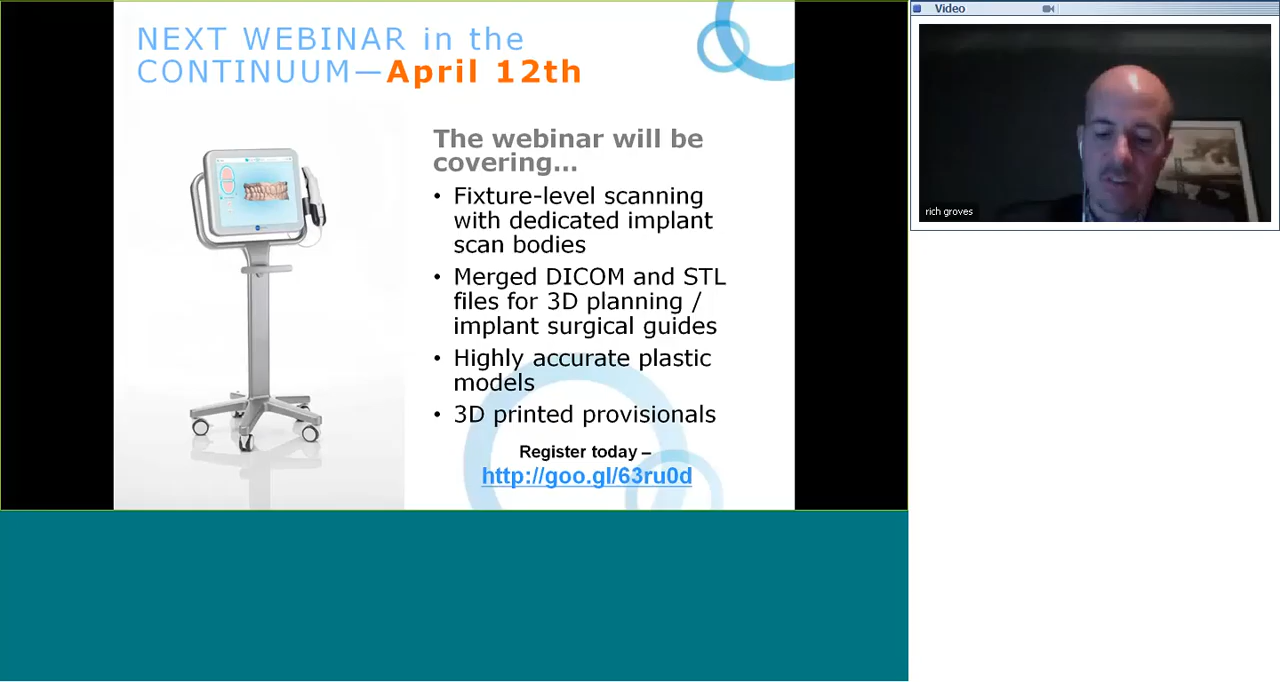 NEXT WEBINAR in the
CONTINUUM—April 12th
The webinar will be
covering...
• Fixture-level scanning
with dedicated implant
scan bodies
• Merged DICOM and STL
files for 3D planning /
implant surgical guides
• Highly accurate plastic
models
• 3D printed provisionals
Register today –
http://goo.gl/63ru0d
Video
rich groves